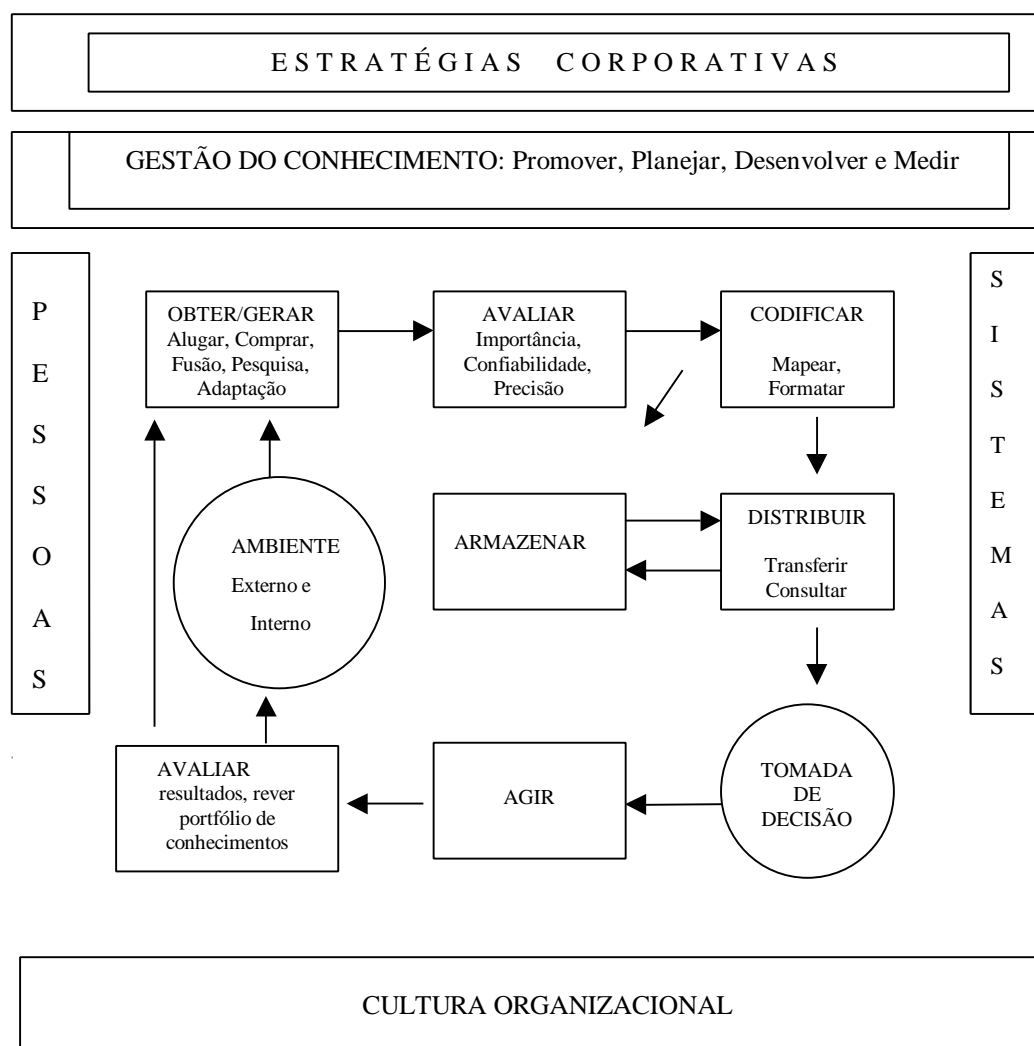 ESTRATÉGIAS CORPORATIVAS
GESTÃO DO CONHECIMENTO: Promover, Planejar, Desenvolver e Medir
P
E
S
S
O
A
S
OBTER/GERAR
Alugar, Comprar,
Fusão, Pesquisa,
Adaptação
AVALIAR
Importância,
Confiabilidade,
Precisão
CODIFICAR
Mapear,
Formatar
S
I
S
T
E
M
A
S
AMBIENTE
Externo e
Interno
ARMAZENAR
DISTRIBUIR
Transferir
Consultar
AVALIAR
resultados, rever
portfólio de
conhecimentos
AGIR
TOMADA
DE
DECISÃO
CULTURA ORGANIZACIONAL